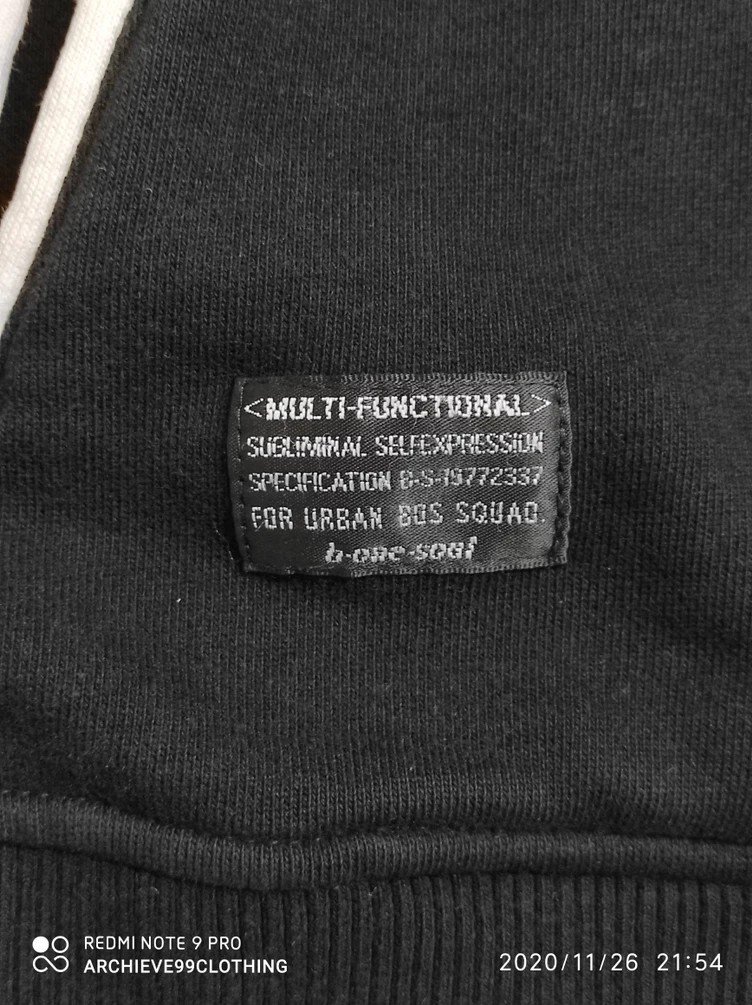 <MULTI-FUNCTIONAL>
SUBLIMINAL SELFEXPRESSION
SPECIFICATION B-S-19772337
FOR URBAN BOS SQUAD.
b-one-soul
REDMI NOTE 9 PRO
ARCHIEVE99CLOTHING
2020/11/26 21:54